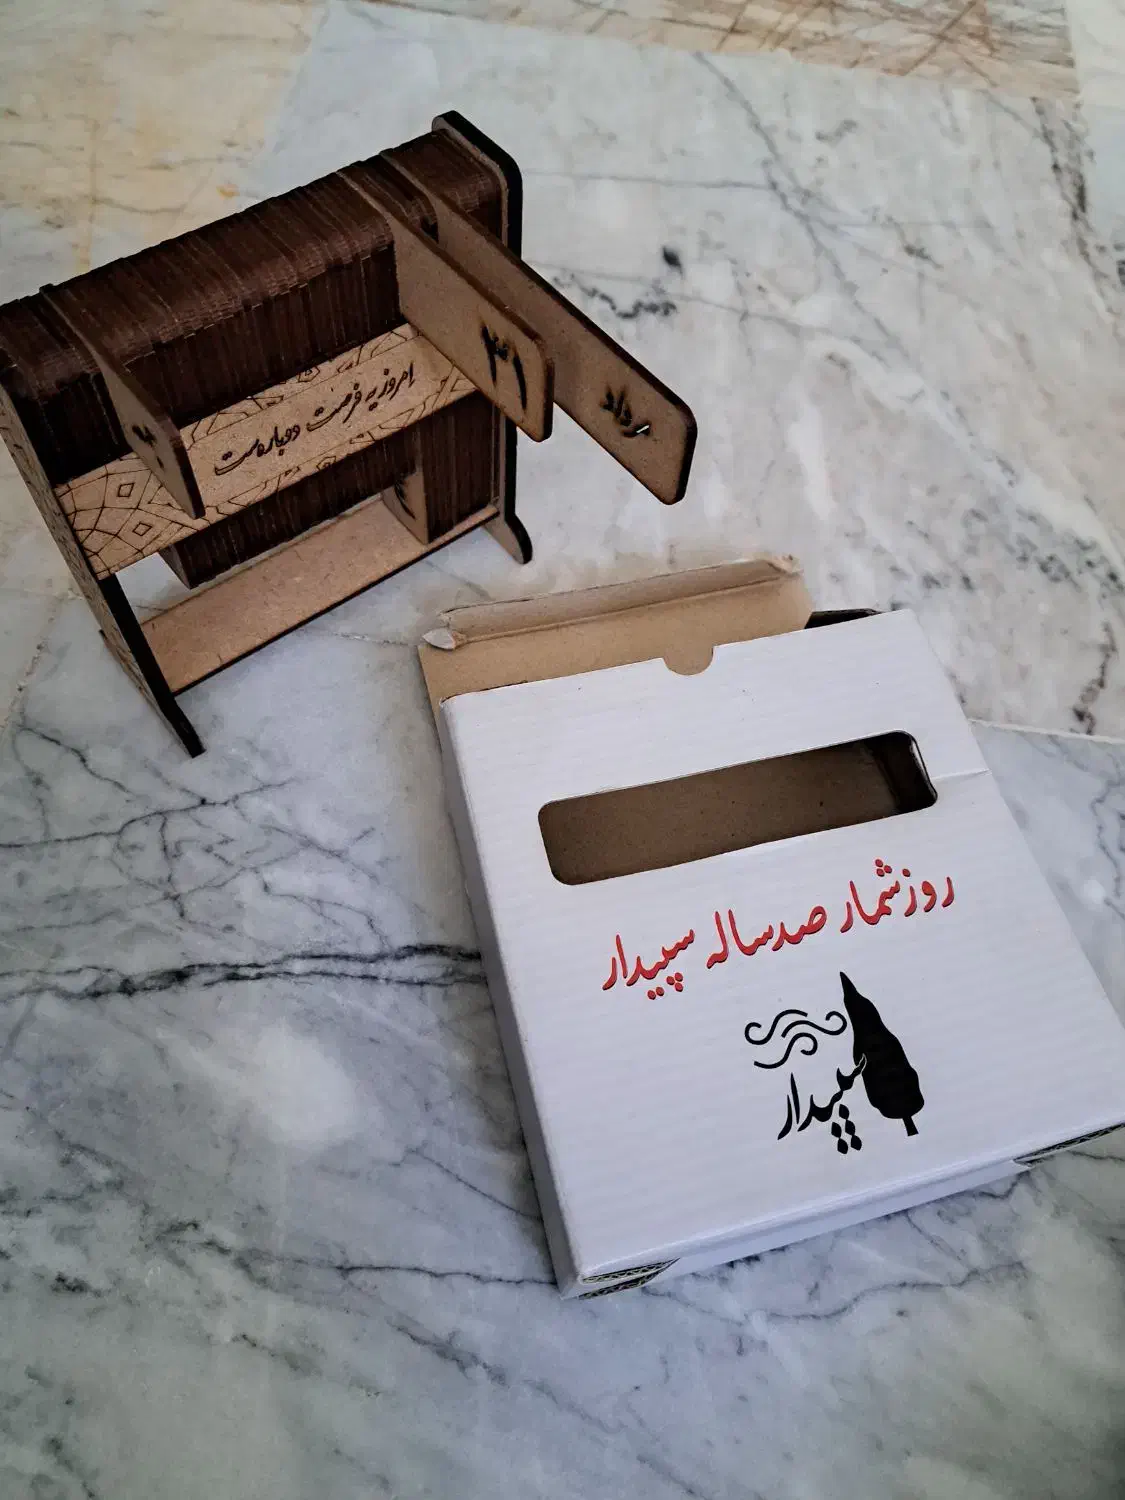 امروز یه فرصت دوباره‌ست
۳۱
مرداد
روزشمار صدساله سپیدار
سپیدار